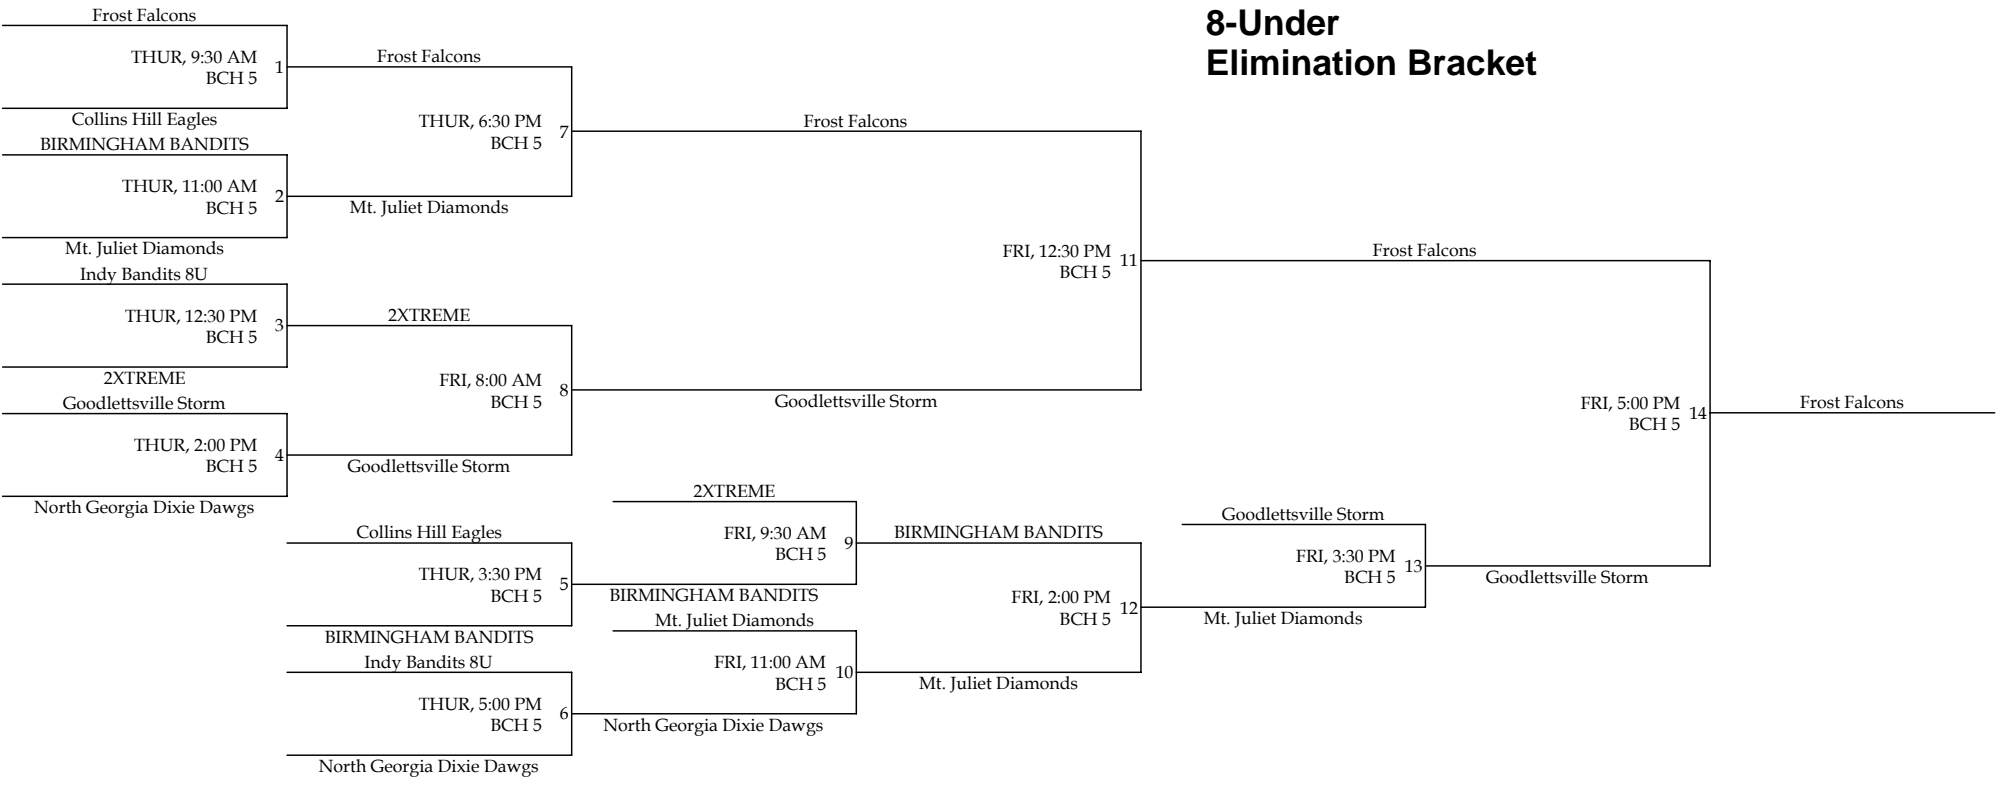 8-Under
Elimination Bracket
Frost Falcons
THUR, 9:30 AM
BCH 5
1
Collins Hill Eagles
BIRMINGHAM BANDITS
THUR, 11:00 AM
BCH 5
2
Mt. Juliet Diamonds
Indy Bandits 8U
THUR, 12:30 PM
BCH 5
3
2XTREME
Goodlettsville Storm
THUR, 2:00 PM
BCH 5
4
North Georgia Dixie Dawgs
Frost Falcons
THUR, 6:30 PM
BCH 5
7
Mt. Juliet Diamonds
2XTREME
FRI, 8:00 AM
BCH 5
8
Goodlettsville Storm
Collins Hill Eagles
THUR, 3:30 PM
BCH 5
5
BIRMINGHAM BANDITS
Indy Bandits 8U
THUR, 5:00 PM
BCH 5
6
North Georgia Dixie Dawgs
2XTREME
FRI, 9:30 AM
BCH 5
9
BIRMINGHAM BANDITS
Mt. Juliet Diamonds
FRI, 11:00 AM
BCH 5
10
North Georgia Dixie Dawgs
Frost Falcons
FRI, 12:30 PM
BCH 5
11
Goodlettsville Storm
BIRMINGHAM BANDITS
FRI, 2:00 PM
BCH 5
12
Mt. Juliet Diamonds
Goodlettsville Storm
FRI, 3:30 PM
BCH 5
13
Mt. Juliet Diamonds
Frost Falcons
FRI, 5:00 PM
BCH 5
14
Goodlettsville Storm
Frost Falcons